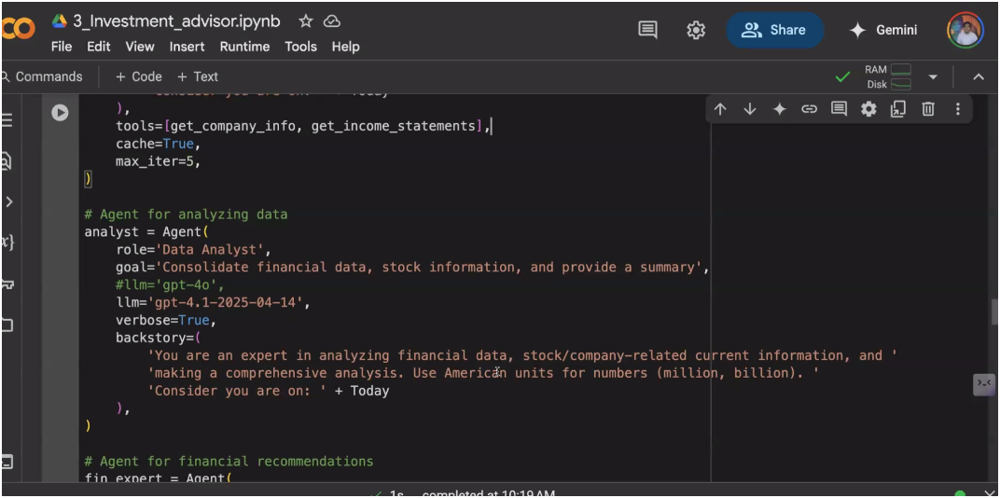 3_Investment_advisor.ipynb
File Edit View Insert Runtime Tools Help
Share
Gemini
Commands + Code + Text
RAM
Disk
'Consider you are on: ' + Today
),
tools=[get_company_info, get_income_statements],
cache=True,
max_iter=5,
)
# Agent for analyzing data
analyst = Agent(
role='Data Analyst',
goal='Consolidate financial data, stock information, and provide a summary',
#llm='gpt-4o',
llm='gpt-4.1-2025-04-14',
verbose=True,
backstory=(
'You are an expert in analyzing financial data, stock/company-related current information, and '
'making a comprehensive analysis. Use American units for numbers (million, billion). '
'Consider you are on: ' + Today
),
)
# Agent for financial recommendations
fin_expert = Agent(
1s completed at 10:19 AM